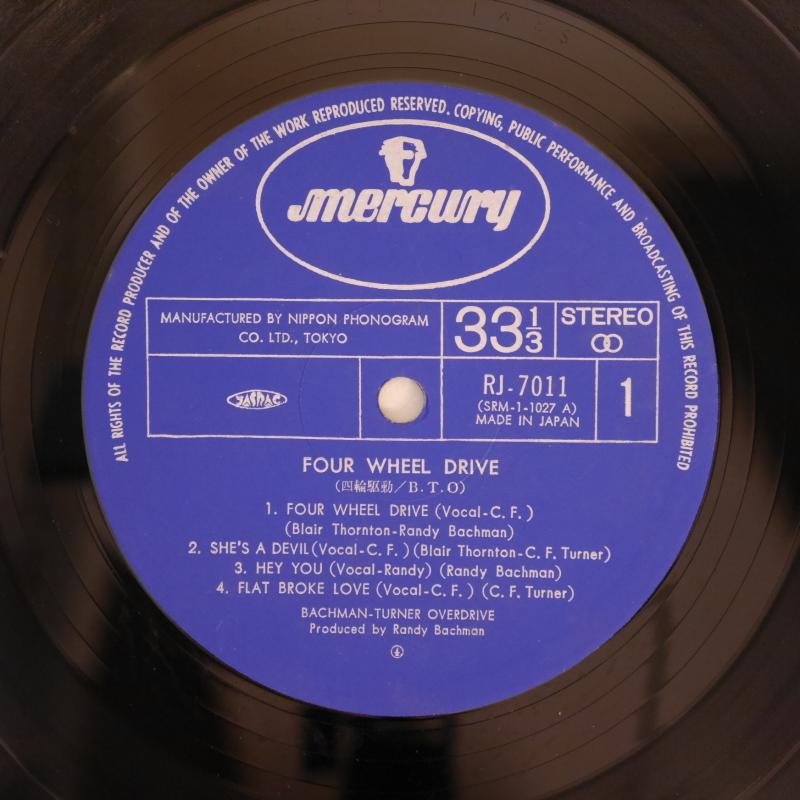 ALL RIGHTS OF THE RECORD PRODUCER AND OF THE OWNER OF THE WORK REPRODUCED RESERVED. COPYING, PUBLIC PERFORMANCE AND BROADCASTING OF THIS RECORD PROHIBITED
mercury
MANUFACTURED BY NIPPON PHONOGRAM
CO. LTD., TOKYO
33 1/3
STEREO
JASRAC
RJ-7011
(SRM-1-1027 A)
MADE IN JAPAN
1
FOUR WHEEL DRIVE
(四輪駆動/B.T.O)
1. FOUR WHEEL DRIVE (Vocal-C.F.)
(Blair Thornton-Randy Bachman)
2. SHE'S A DEVIL (Vocal-C.F.) (Blair Thornton-C.F. Turner)
3. HEY YOU (Vocal-Randy) (Randy Bachman)
4. FLAT BROKE LOVE (Vocal-C.F.) (C.F. Turner)
BACHMAN-TURNER OVERDRIVE
Produced by Randy Bachman